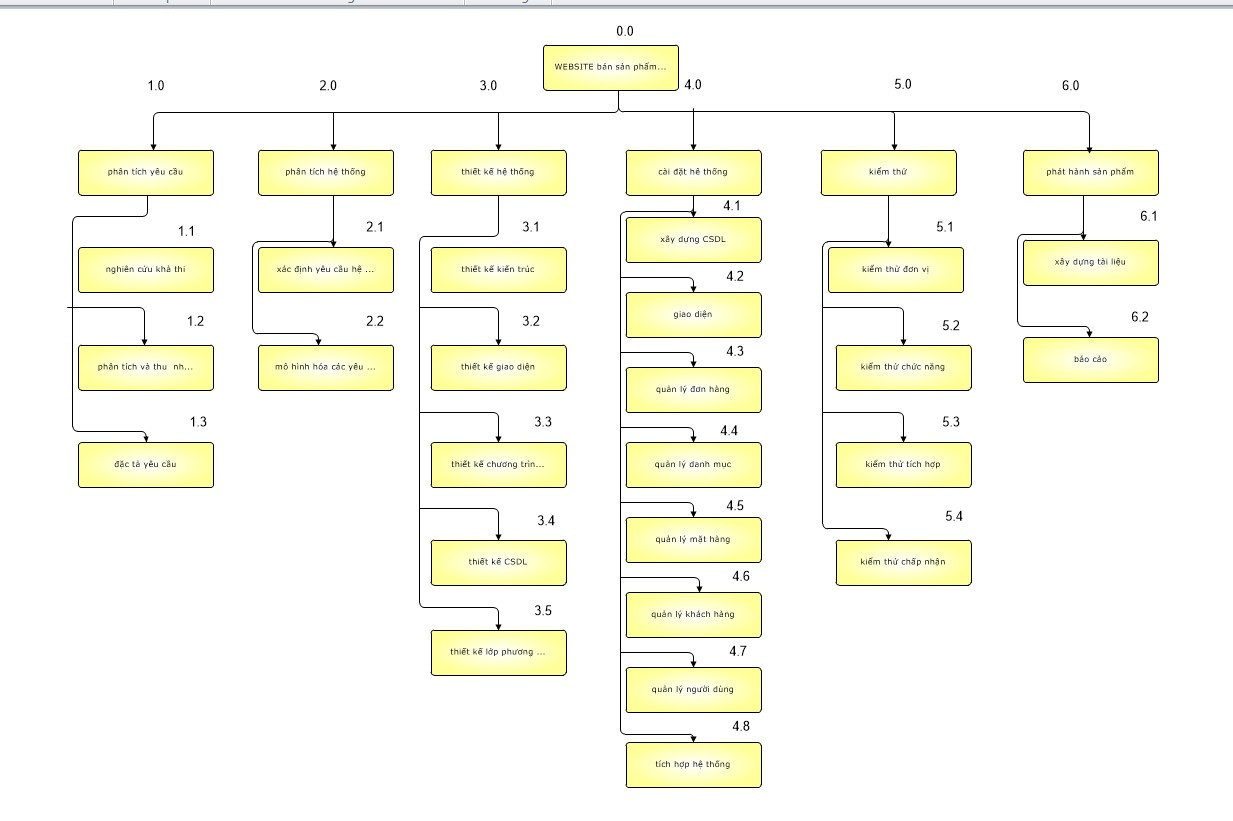 0.0
WEBSITE bán sản phẩm...
1.0
2.0
3.0
4.0
5.0
6.0
phân tích yêu cầu
phân tích hệ thống
thiết kế hệ thống
cài đặt hê thống
kiểm thử
phát hành sản phẩm
1.1
nghiên cứu khả thi
1.2
phân tích và thu nh...
1.3
đặc tả yêu cầu
2.1
xác định yêu cầu hệ ...
2.2
mô hình hóa các yêu ...
3.1
thiết kế kiến trúc
3.2
thiết kế giao diện
3.3
thiết kế chương trìn...
3.4
thiết kế CSDL
3.5
thiết kế lớp phương ...
4.1
xây dựng CSDL
4.2
giao diện
4.3
quản lý đơn hàng
4.4
quản lý danh mục
4.5
quản lý mặt hàng
4.6
quản lý khách hàng
4.7
quản lý người dùng
4.8
tích hợp hệ thống
5.1
kiểm thử đơn vị
5.2
kiểm thử chức năng
5.3
kiểm thử tích hợp
5.4
kiểm thử chấp nhận
6.1
xây dựng tài liệu
6.2
báo cáo